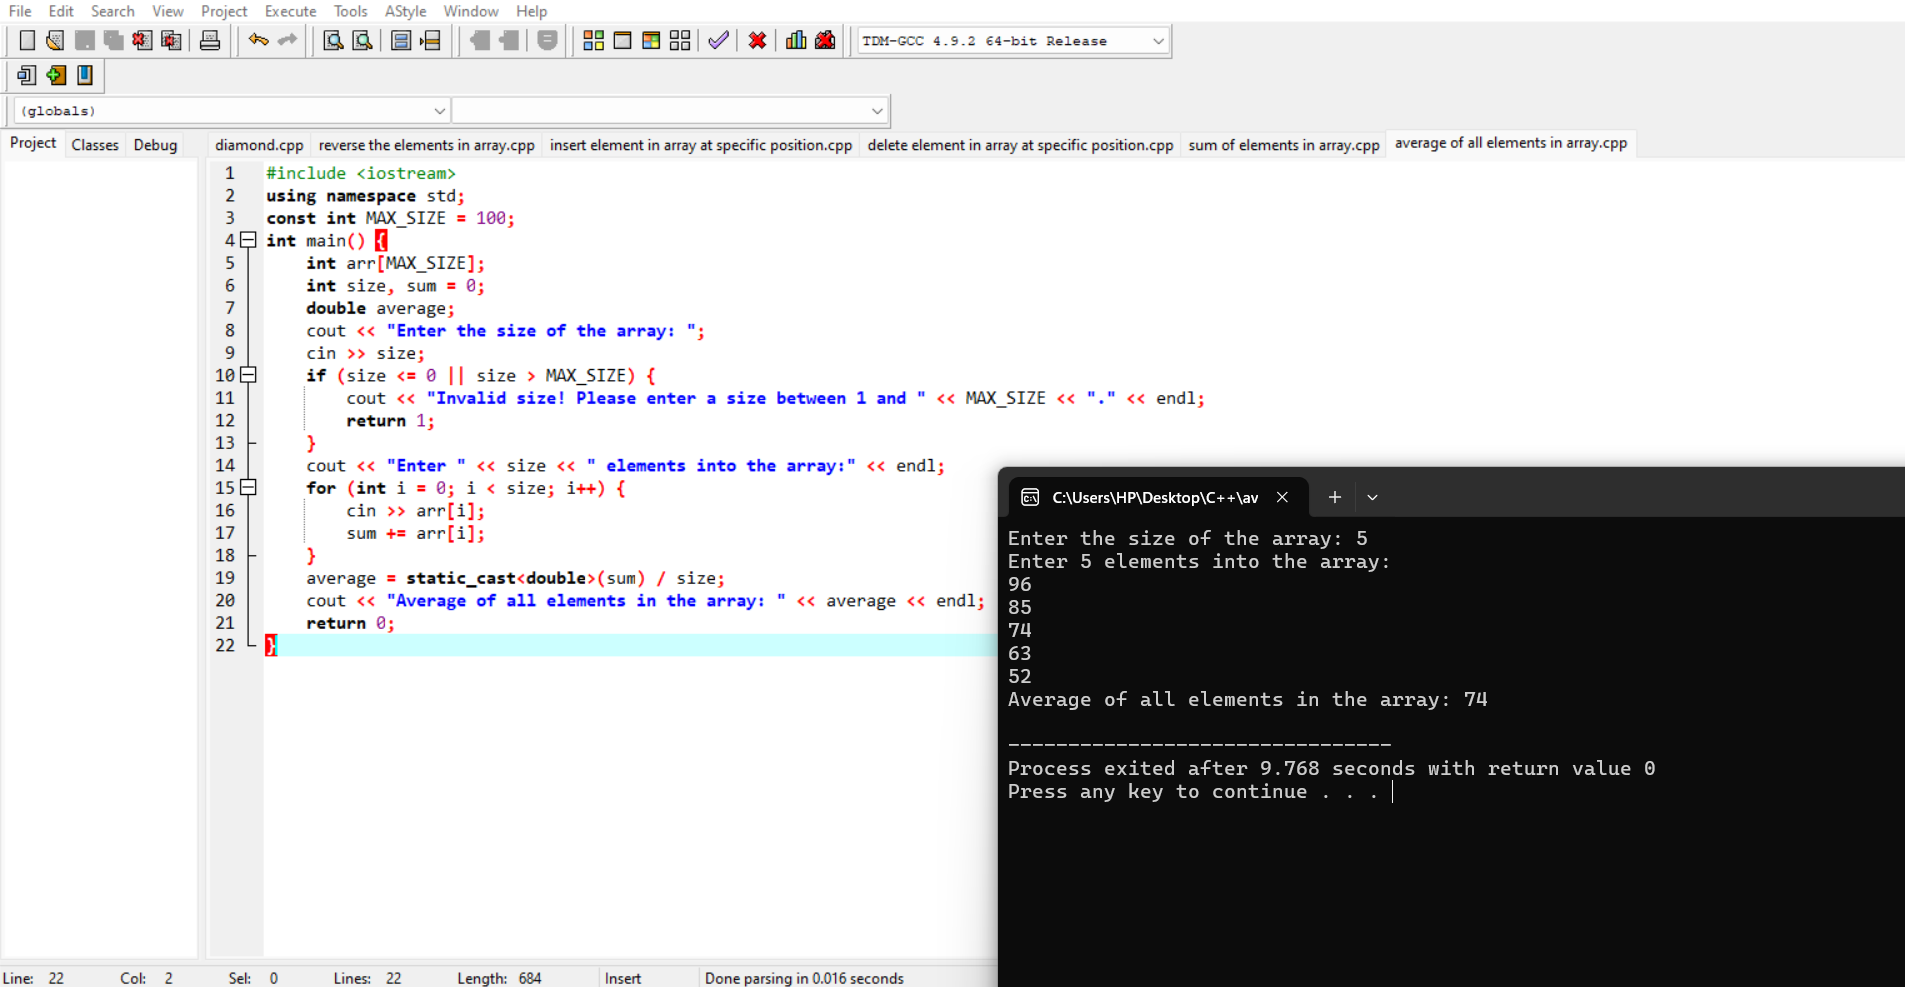 File Edit Search View Project Execute Tools AStyle Window Help
TDM-GCC 4.9.2 64-bit Release
(globals)
Project Classes Debug
diamond.cpp reverse the elements in array.cpp insert element in array at specific position.cpp delete element in array at specific position.cpp sum of elements in array.cpp average of all elements in array.cpp
1 #include <iostream>
2 using namespace std;
3 const int MAX_SIZE = 100;
4 int main() {
5 int arr[MAX_SIZE];
6 int size, sum = 0;
7 double average;
8 cout << "Enter the size of the array: ";
9 cin >> size;
10 if (size <= 0 || size > MAX_SIZE) {
11 cout << "Invalid size! Please enter a size between 1 and " << MAX_SIZE << "." << endl;
12 return 1;
13 }
14 cout << "Enter " << size << " elements into the array:" << endl;
15 for (int i = 0; i < size; i++) {
16 cin >> arr[i];
17 sum += arr[i];
18 }
19 average = static_cast<double>(sum) / size;
20 cout << "Average of all elements in the array: " << average << endl;
21 return 0;
22 }
C:\Users\HP\Desktop\C++\av
Enter the size of the array: 5
Enter 5 elements into the array:
96
85
74
63
52
Average of all elements in the array: 74
--------------------------------
Process exited after 9.768 seconds with return value 0
Press any key to continue . . .
Line: 22 Col: 2 Sel: 0 Lines: 22 Length: 684 Insert Done parsing in 0.016 seconds